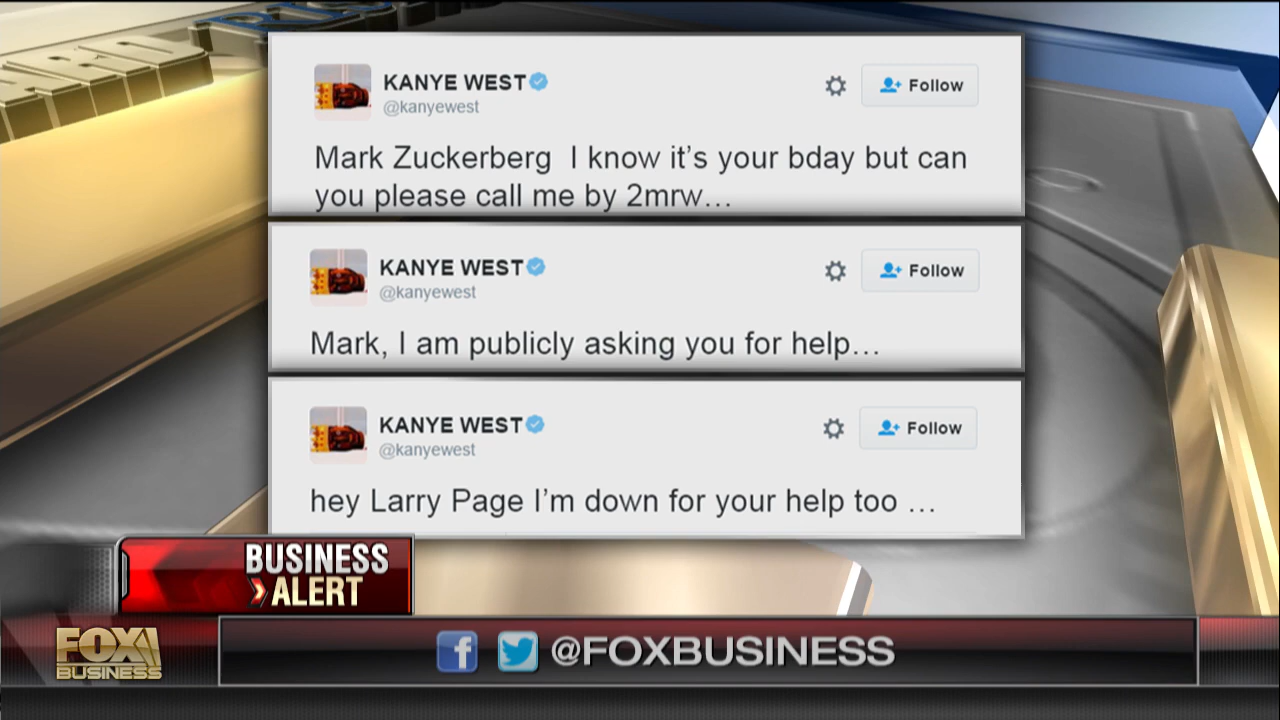 KANYE WEST
@kanyewest
Follow
Mark Zuckerberg I know it's your bday but can
you please call me by 2mrw...
KANYE WEST
@kanyewest
Follow
Mark, I am publicly asking you for help...
KANYE WEST
@kanyewest
Follow
hey Larry Page I'm down for your help too ...
BUSINESS
ALERT
FOX
BUSINESS
f @FOXBUSINESS